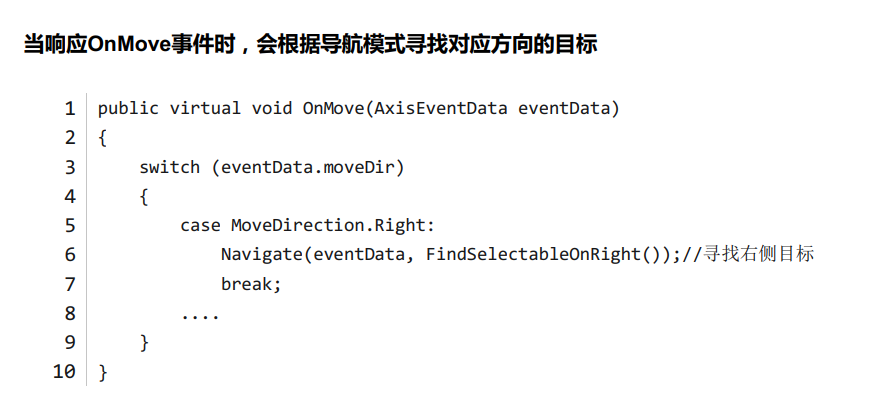 当响应OnMove事件时，会根据导航模式寻找对应方向的目标
1 public virtual void OnMove(AxisEventData eventData)
2 {
3     switch (eventData.moveDir)
4     {
5         case MoveDirection.Right:
6             Navigate(eventData, FindSelectableOnRight());//寻找右侧目标
7             break;
8         ....
9     }
10 }